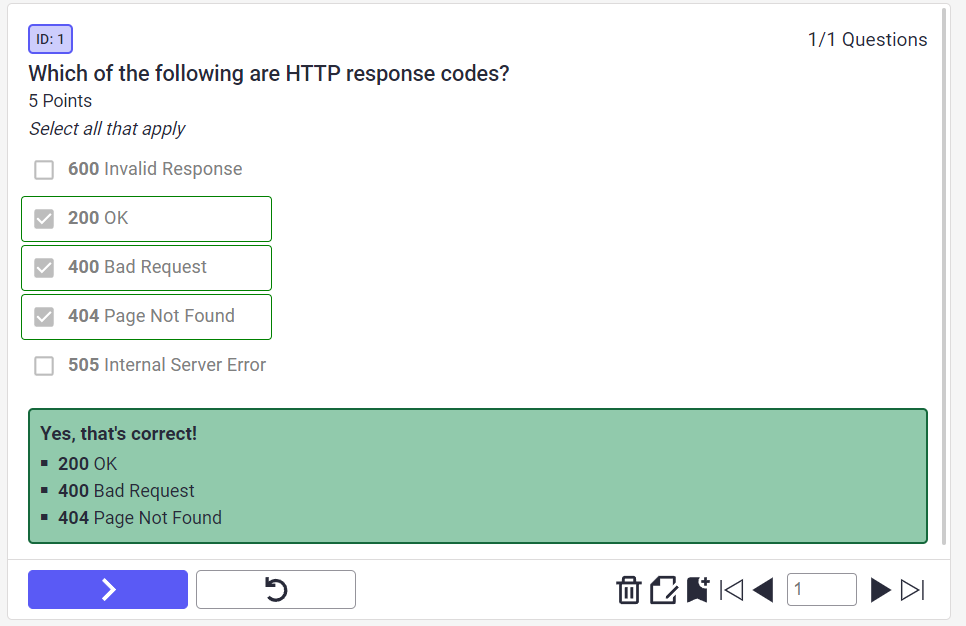 ID: 1
1/1 Questions
Which of the following are HTTP response codes?
5 Points
Select all that apply
600 Invalid Response
200 OK
400 Bad Request
404 Page Not Found
505 Internal Server Error
Yes, that's correct!
▪ 200 OK
▪ 400 Bad Request
▪ 404 Page Not Found
1